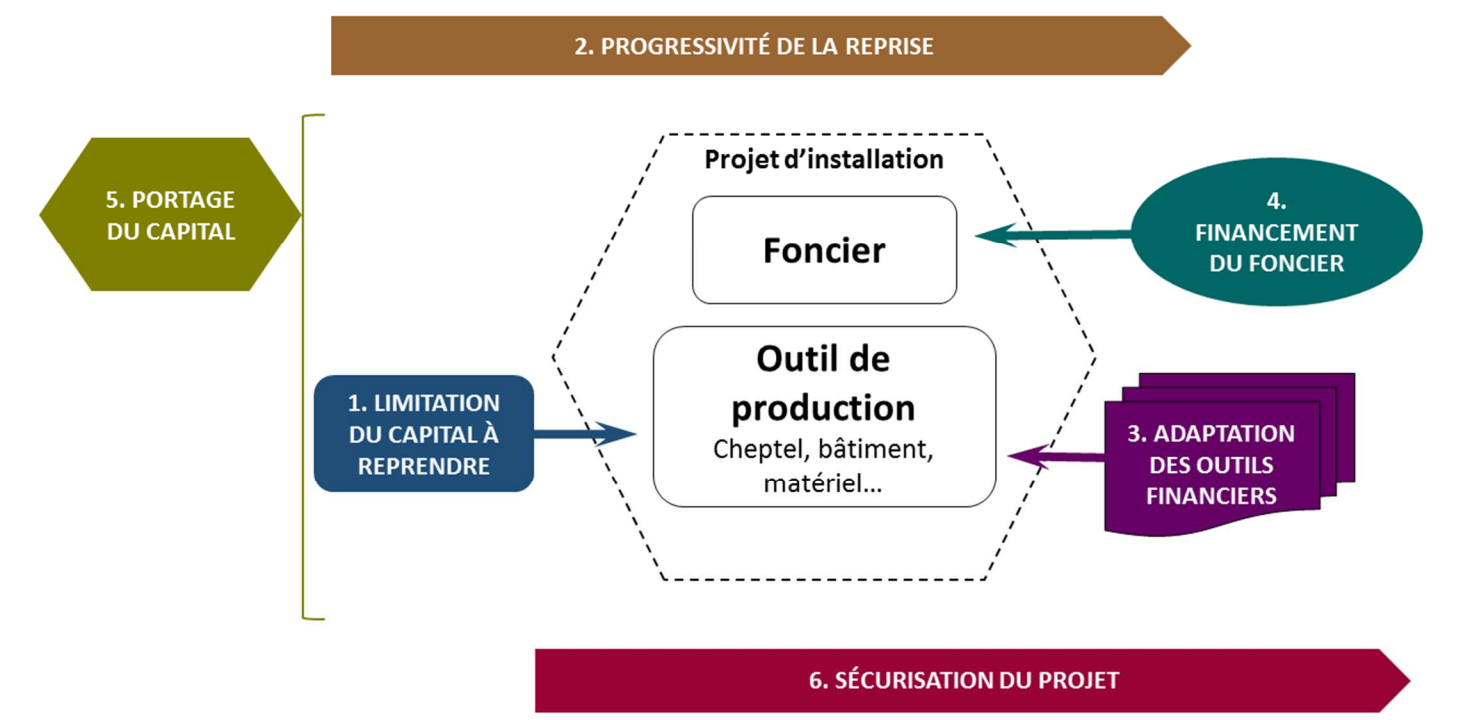 2. PROGRESSIVITÉ DE LA REPRISE
Projet d'installation
5. PORTAGE
DU CAPITAL
Foncier
4.
FINANCEMENT
DU FONCIER
Outil de
production
Cheptel, bâtiment,
matériel...
1. LIMITATION
DU CAPITAL À
REPRENDRE
3. ADAPTATION
DES OUTILS
FINANCIERS
6. SÉCURISATION DU PROJET